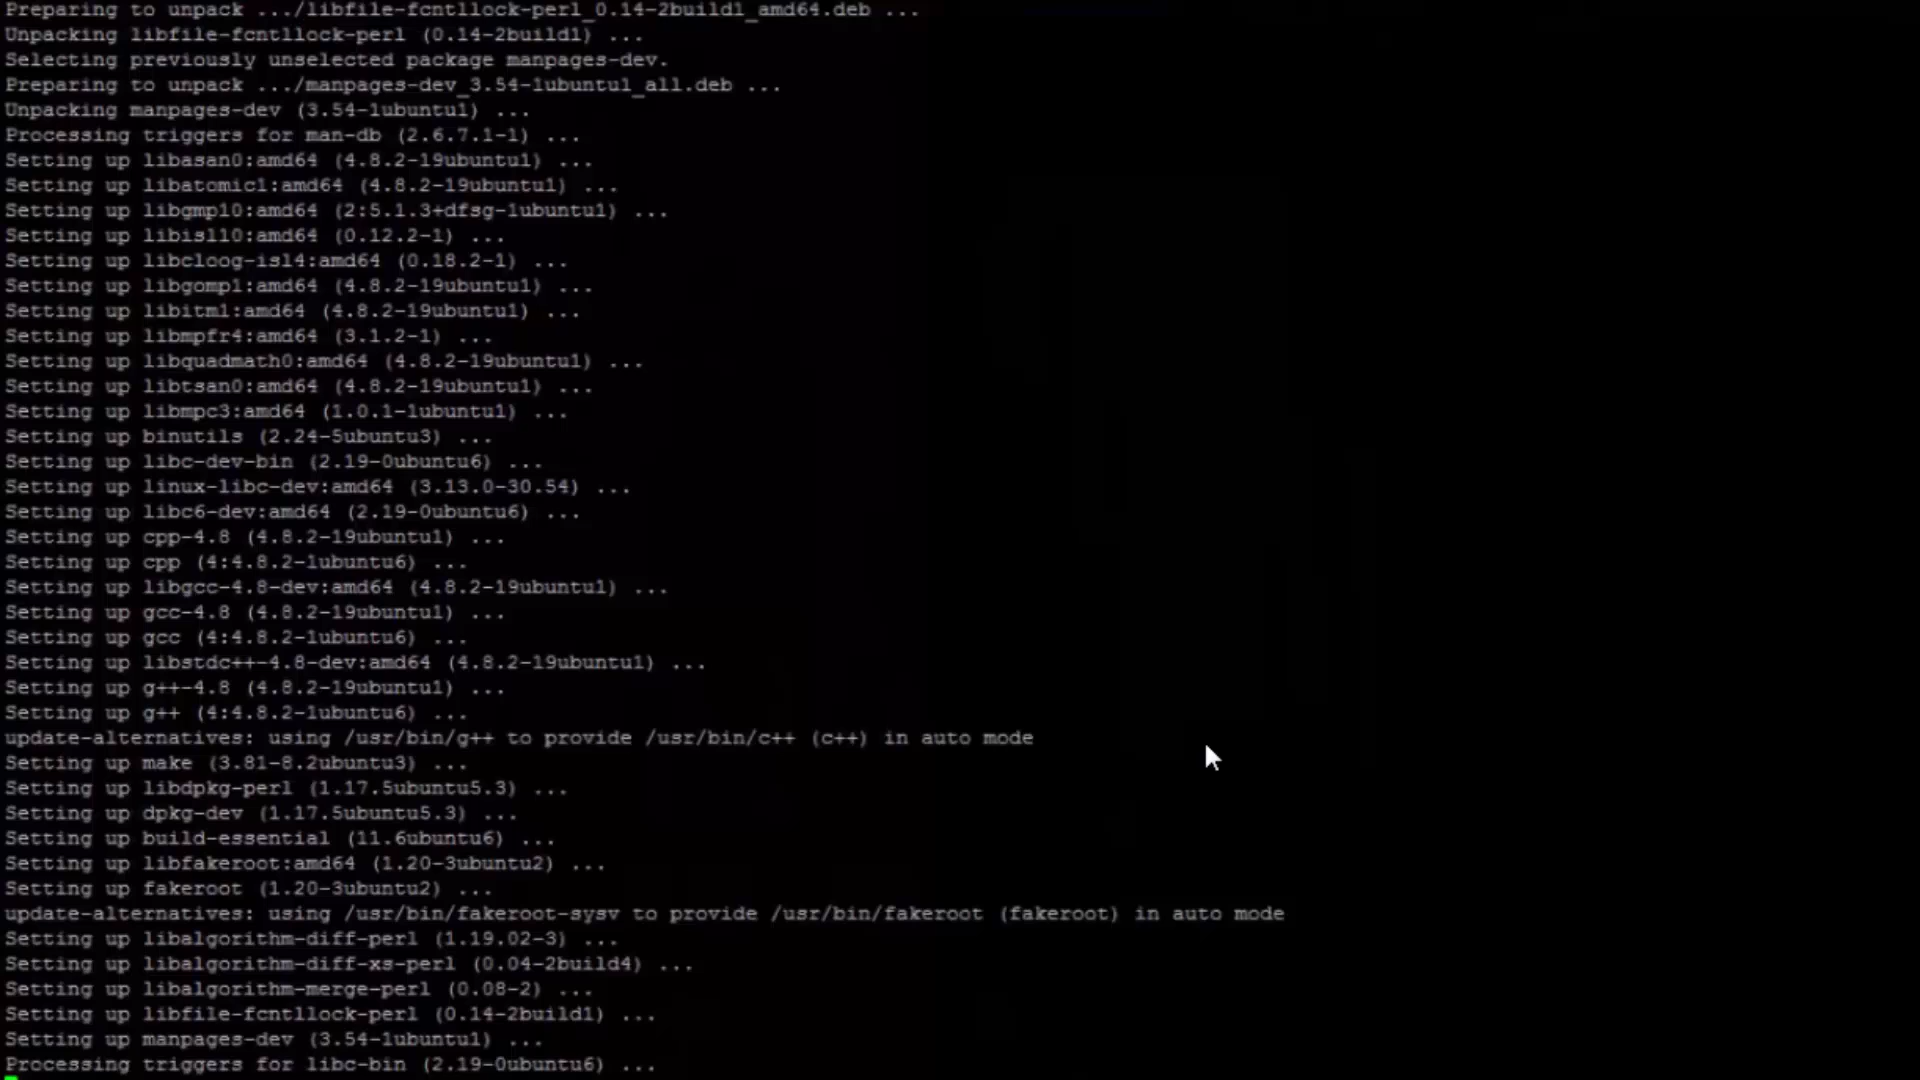 Preparing to unpack .../libfile-fcntllock-perl_0.14-2build1_amd64.deb ...
Unpacking libfile-fcntllock-perl (0.14-2build1) ...
Selecting previously unselected package manpages-dev.
Preparing to unpack .../manpages-dev_3.54-1ubuntu1_all.deb ...
Unpacking manpages-dev (3.54-1ubuntu1) ...
Processing triggers for man-db (2.6.7.1-1) ...
Setting up libasan0:amd64 (4.8.2-19ubuntu1) ...
Setting up libatomic1:amd64 (4.8.2-19ubuntu1) ...
Setting up libgmp10:amd64 (2:5.1.3+dfsg-1ubuntu1) ...
Setting up libisl10:amd64 (0.12.2-1) ...
Setting up libcloog-isl4:amd64 (0.18.2-1) ...
Setting up libgomp1:amd64 (4.8.2-19ubuntu1) ...
Setting up libitm1:amd64 (4.8.2-19ubuntu1) ...
Setting up libmpfr4:amd64 (3.1.2-1) ...
Setting up libquadmath0:amd64 (4.8.2-19ubuntu1) ...
Setting up libtsan0:amd64 (4.8.2-19ubuntu1) ...
Setting up libmpc3:amd64 (1.0.1-1ubuntu1) ...
Setting up binutils (2.24-5ubuntu3) ...
Setting up libc-dev-bin (2.19-0ubuntu6) ...
Setting up linux-libc-dev:amd64 (3.13.0-30.54) ...
Setting up libc6-dev:amd64 (2.19-0ubuntu6) ...
Setting up cpp-4.8 (4.8.2-19ubuntu1) ...
Setting up cpp (4:4.8.2-1ubuntu6) ...
Setting up libgcc-4.8-dev:amd64 (4.8.2-19ubuntu1) ...
Setting up gcc-4.8 (4.8.2-19ubuntu1) ...
Setting up gcc (4:4.8.2-1ubuntu6) ...
Setting up libstdc++-4.8-dev:amd64 (4.8.2-19ubuntu1) ...
Setting up g++-4.8 (4.8.2-19ubuntu1) ...
Setting up g++ (4:4.8.2-1ubuntu6) ...
update-alternatives: using /usr/bin/g++ to provide /usr/bin/c++ (c++) in auto mode
Setting up make (3.81-8.2ubuntu3) ...
Setting up libdpkg-perl (1.17.5ubuntu5.3) ...
Setting up dpkg-dev (1.17.5ubuntu5.3) ...
Setting up build-essential (11.6ubuntu6) ...
Setting up libfakeroot:amd64 (1.20-3ubuntu2) ...
Setting up fakeroot (1.20-3ubuntu2) ...
update-alternatives: using /usr/bin/fakeroot-sysv to provide /usr/bin/fakeroot (fakeroot) in auto mode
Setting up libalgorithm-diff-perl (1.19.02-3) ...
Setting up libalgorithm-diff-xs-perl (0.04-2build4) ...
Setting up libalgorithm-merge-perl (0.08-2) ...
Setting up libfile-fcntllock-perl (0.14-2build1) ...
Setting up manpages-dev (3.54-1ubuntu1) ...
Processing triggers for libc-bin (2.19-0ubuntu6) ...